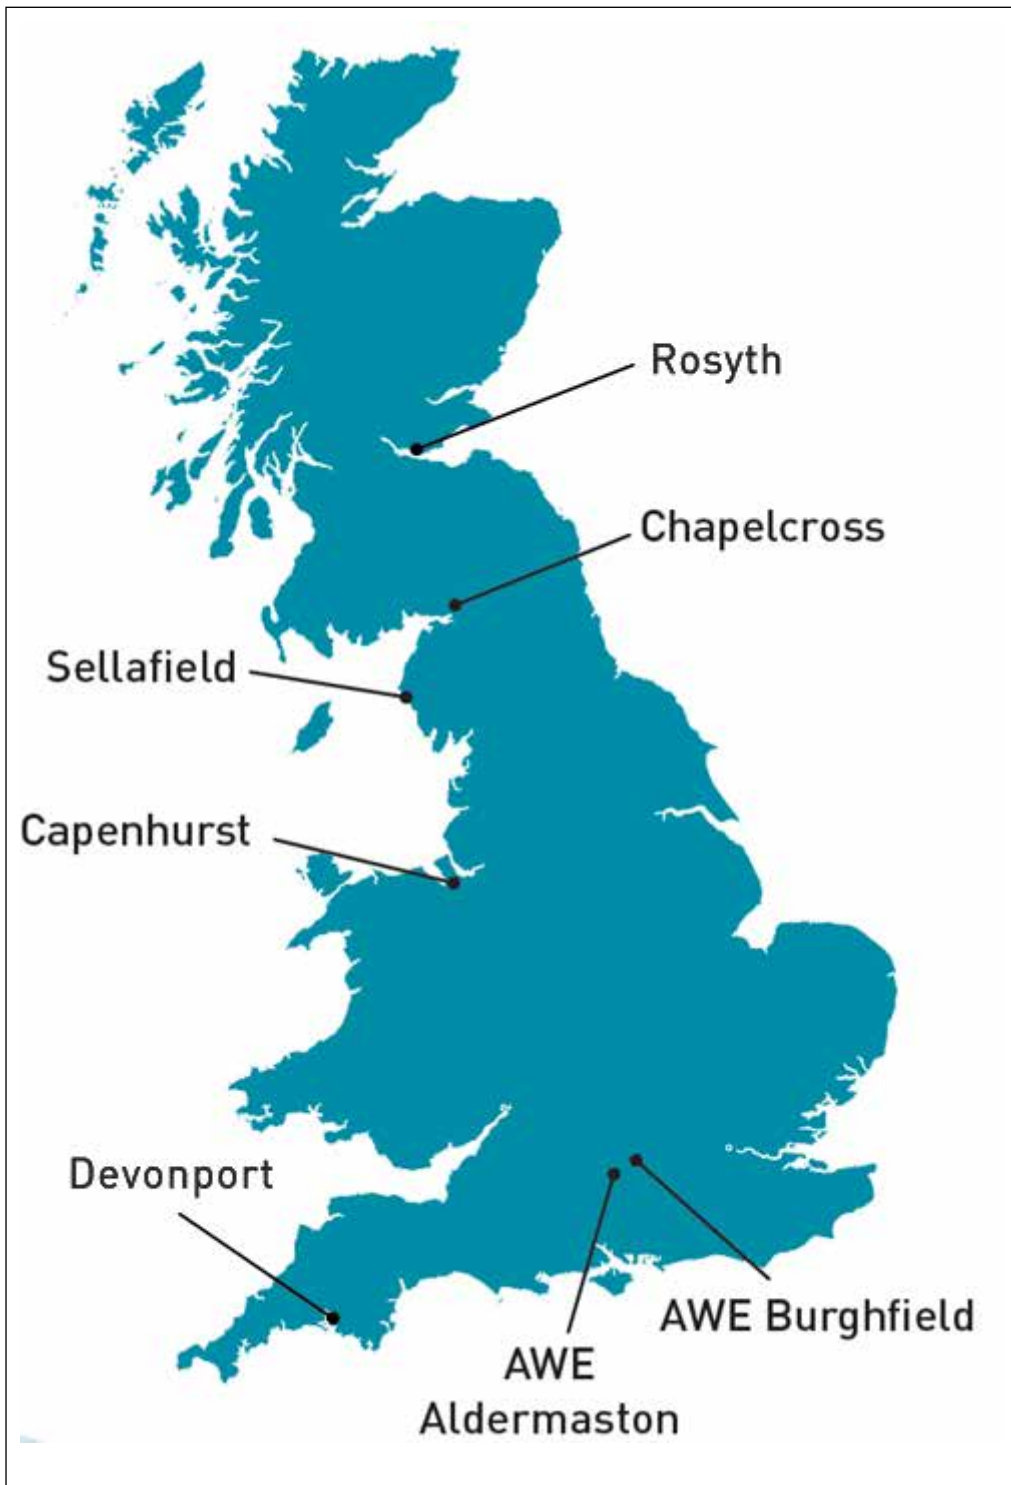 Rosyth
Chapelcross
Sellafield
Capenhurst
Devonport
AWE Burghfield
AWE
Aldermaston